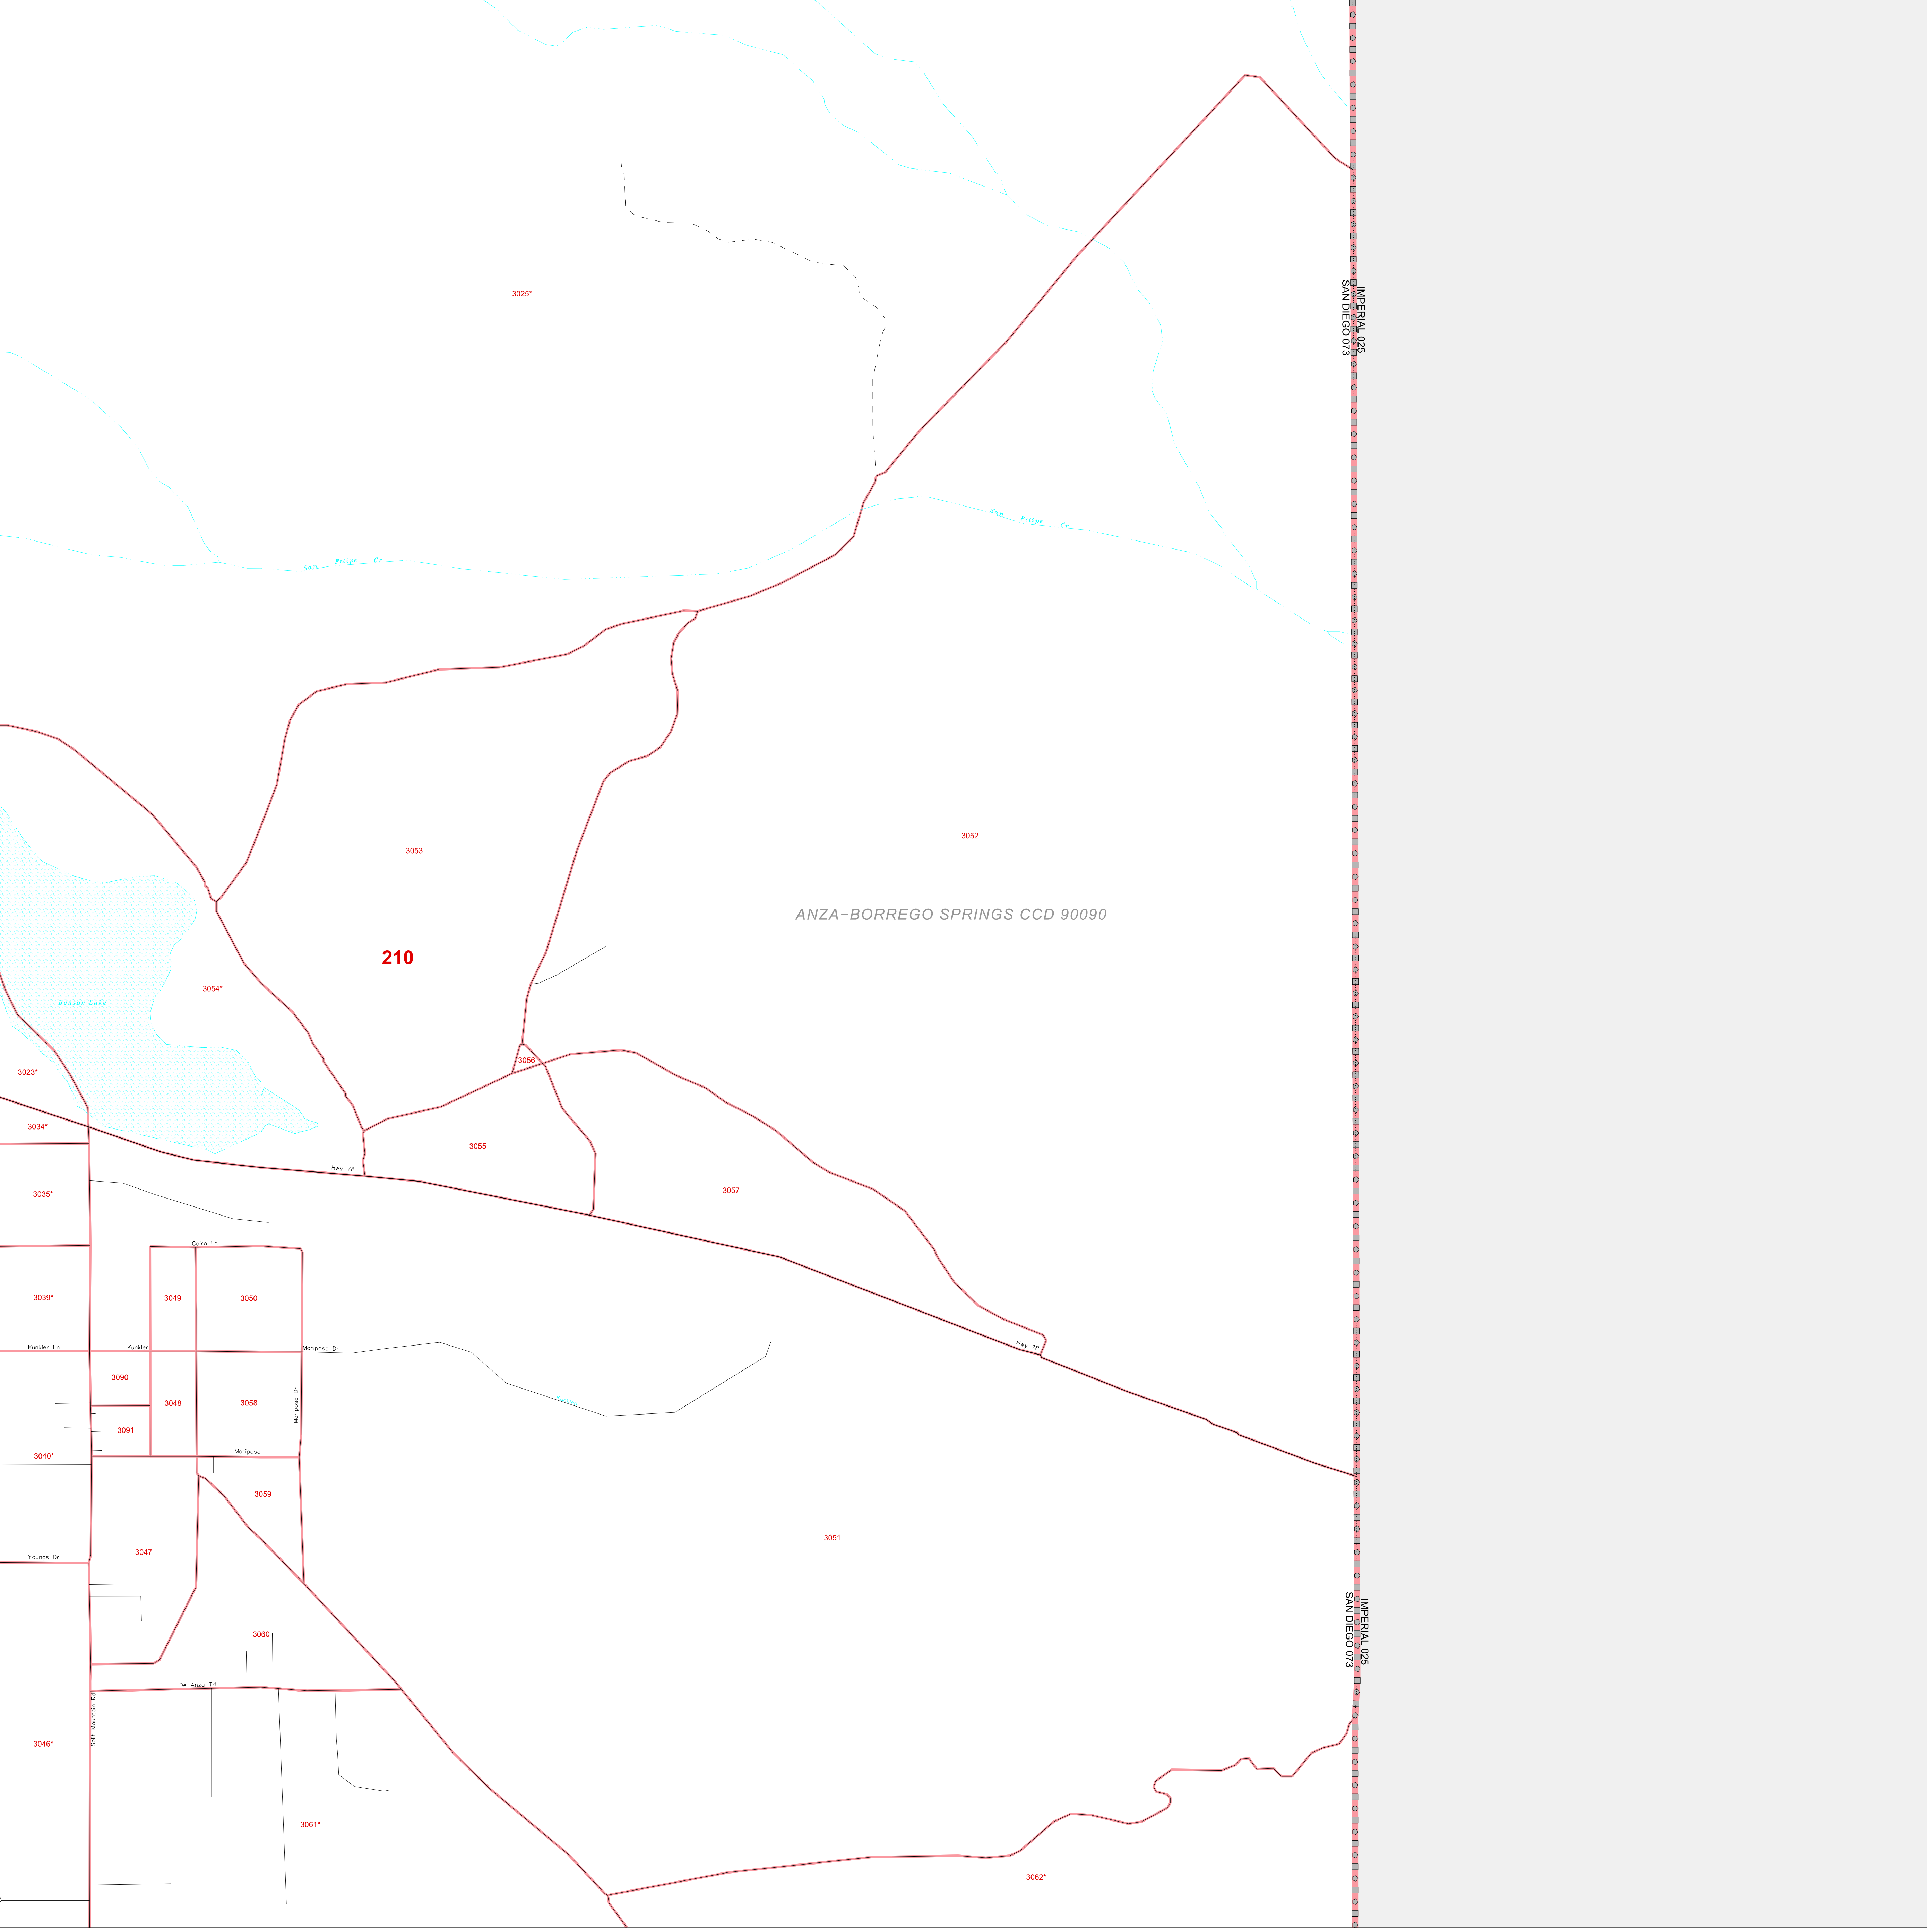 3025*
IMPERIAL 025
SAN DIEGO 073
San Filipe Cr
San Filipe Cr
3052
3053
ANZA-BORREGO SPRINGS CCD 90090
210
3054*
3056
3023*
3034*
3055
Hwy 78
3035*
3057
Cairo Ln
3039*
3049
3050
Kunkler Ln
Kunkler
Mariposa Dr
Hwy 78
3090
3048
3058
Mariposa Dr
3091
3040*
Mariposa
3059
3051
3047
Youngs Dr
IMPERIAL 025
SAN DIEGO 073
3060
De Anza Trl
Split Mountain Rd
3046*
3061*
3062*